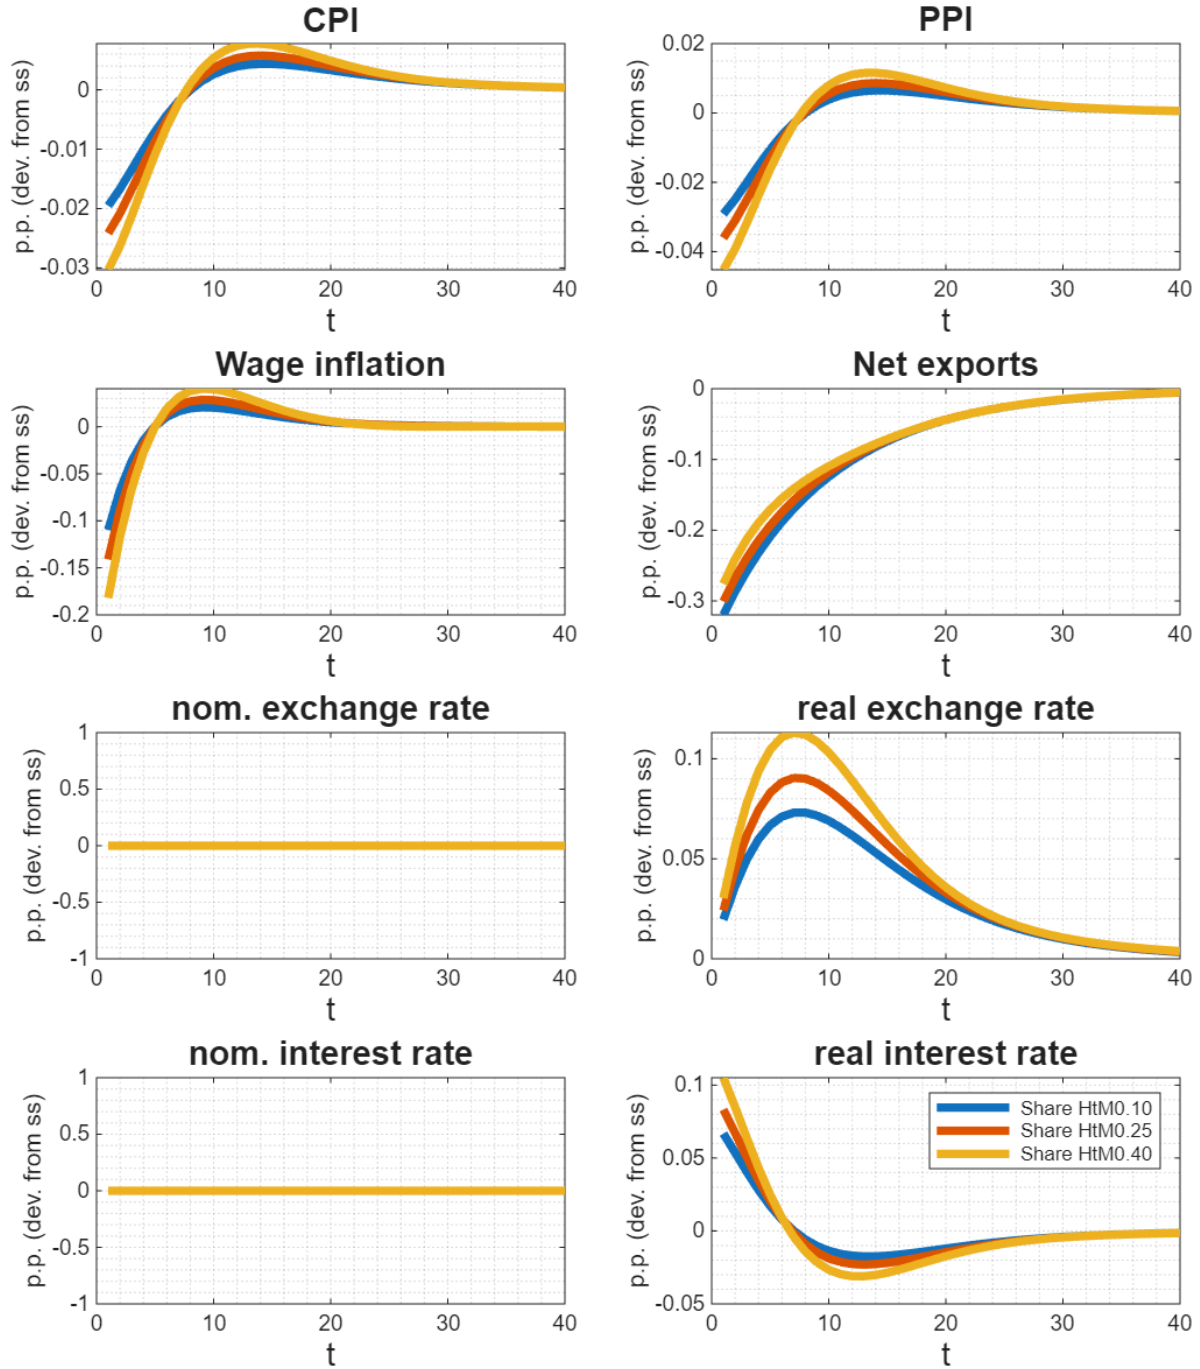 CPI
PPI
p.p. (dev. from ss)
0
-0.01
-0.02
-0.03
0 10 20 30 40
t
p.p. (dev. from ss)
0.02
0
-0.02
-0.04
0 10 20 30 40
t
Wage inflation
Net exports
p.p. (dev. from ss)
0
-0.05
-0.1
-0.15
-0.2
0 10 20 30 40
t
p.p. (dev. from ss)
0
-0.1
-0.2
-0.3
0 10 20 30 40
t
nom. exchange rate
real exchange rate
p.p. (dev. from ss)
1
0.5
0
-0.5
-1
0 10 20 30 40
t
p.p. (dev. from ss)
0.1
0.05
0
0 10 20 30 40
t
nom. interest rate
real interest rate
p.p. (dev. from ss)
1
0.5
0
-0.5
-1
0 10 20 30 40
t
p.p. (dev. from ss)
0.1
0.05
0
-0.05
Share HtM0.10
Share HtM0.25
Share HtM0.40
0 10 20 30 40
t